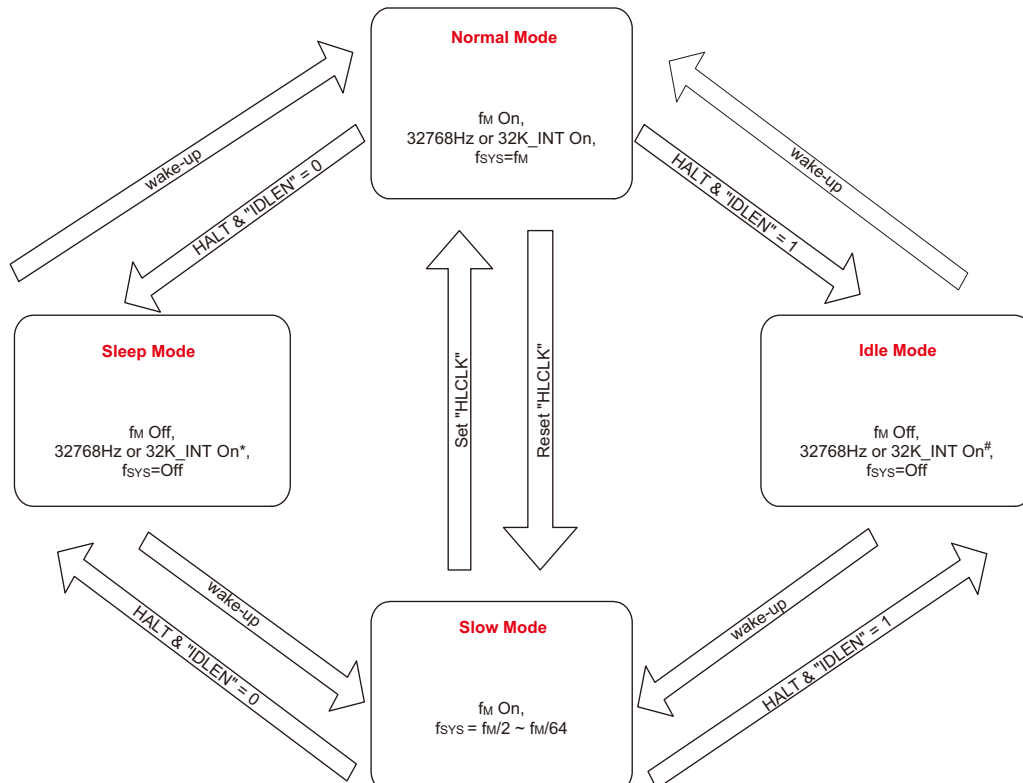 Normal Mode
fM On,
32768Hz or 32K_INT On,
fSYS=fM
wake-up
HALT & "IDLEN" = 0
HALT & "IDLEN" = 1
wake-up
Sleep Mode
fM Off,
32768Hz or 32K_INT On*,
fSYS=Off
Set "HLCLK"
Reset "HLCLK"
Idle Mode
fM Off,
32768Hz or 32K_INT On#,
fSYS=Off
wake-up
HALT & "IDLEN" = 0
wake-up
HALT & "IDLEN" = 1
Slow Mode
fM On,
fSYS = fM/2 ~ fM/64